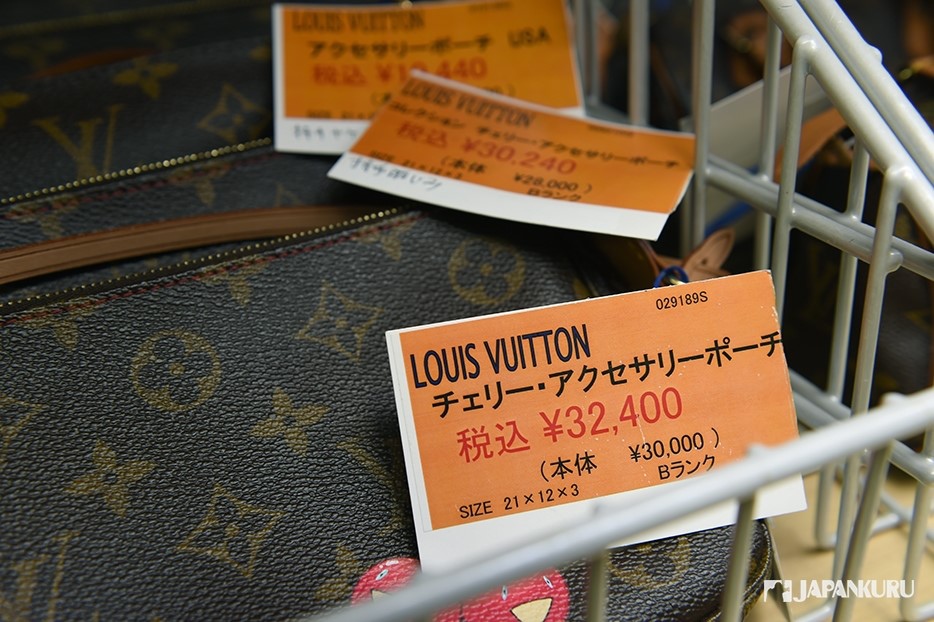 LOUIS VUITTON
アクセサリーポーチ USA
税込
LOUIS VUITTON
チェリー・アクセサリーポーチ
税込 ¥30,240
(本体 ¥28,000)
Bランク
029189S
LOUIS VUITTON
チェリー・アクセサリーポーチ
税込 ¥32,400
(本体 ¥30,000)
Bランク
SIZE 21×12×3
JAPANKURU